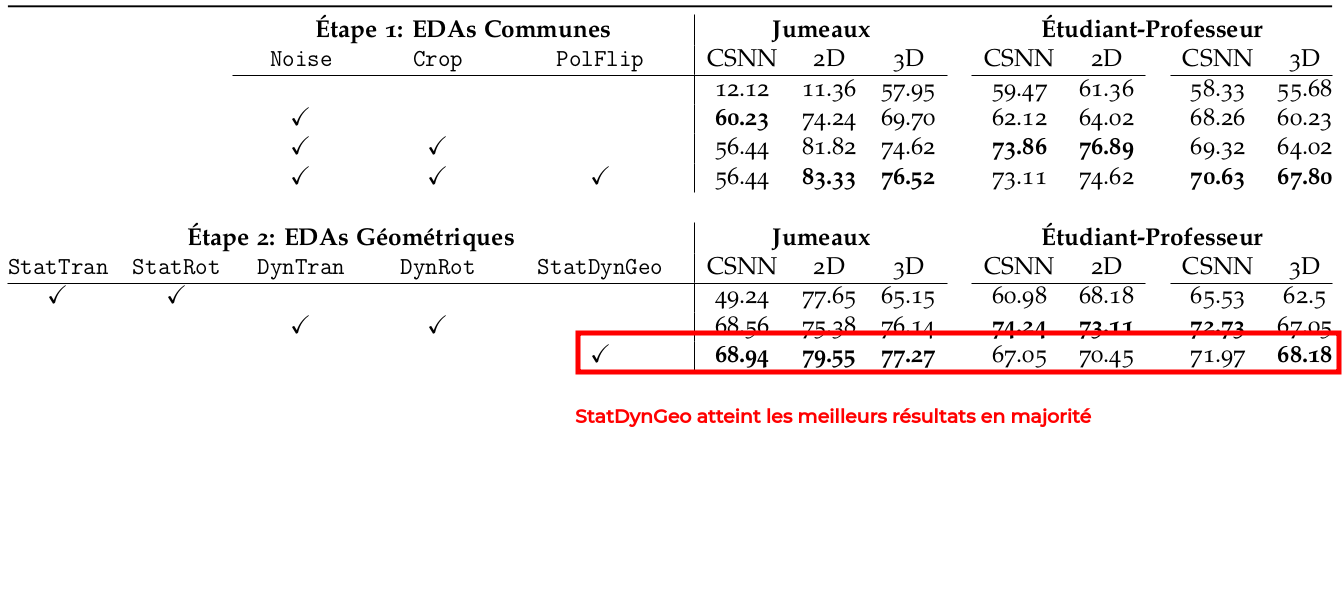 Étape 1: EDAs Communes Jumeaux Étudiant-Professeur
Noise Crop PolFlip CSNN 2D 3D CSNN 2D CSNN 3D
12.12 11.36 57.95 59.47 61.36 58.33 55.68
✓ 60.23 74.24 69.70 62.12 64.02 68.26 60.23
✓ ✓ 56.44 81.82 74.62 73.86 76.89 69.32 64.02
✓ ✓ ✓ 56.44 83.33 76.52 73.11 74.62 70.63 67.80
Étape 2: EDAs Géométriques Jumeaux Étudiant-Professeur
StatTran StatRot DynTran DynRot StatDynGeo CSNN 2D 3D CSNN 2D CSNN 3D
✓ ✓ 49.24 77.65 65.15 60.98 68.18 65.53 62.5
✓ ✓ 68.56 75.38 76.14 74.24 73.11 72.73 67.05
✓ 68.94 79.55 77.27 67.05 70.45 71.97 68.18
StatDynGeo atteint les meilleurs résultats en majorité